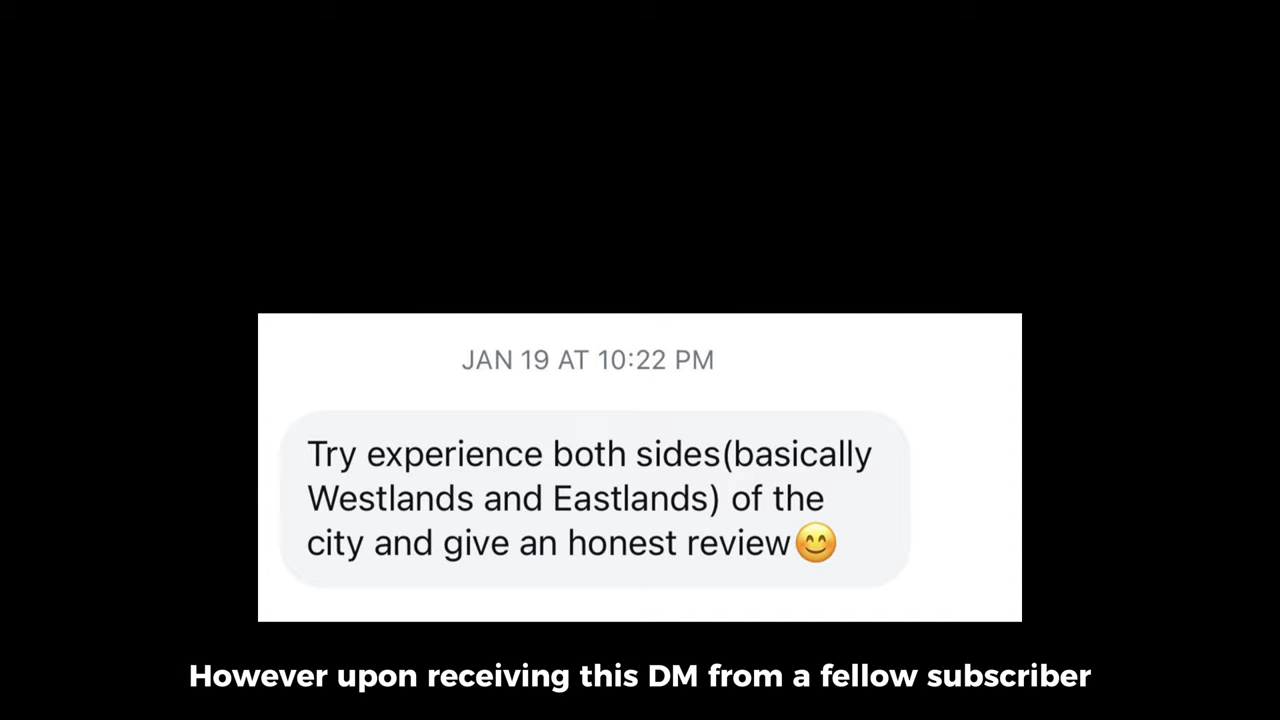 JAN 19 AT 10:22 PM
Try experience both sides(basically
Westlands and Eastlands) of the
city and give an honest review😊
However upon receiving this DM from a fellow subscriber